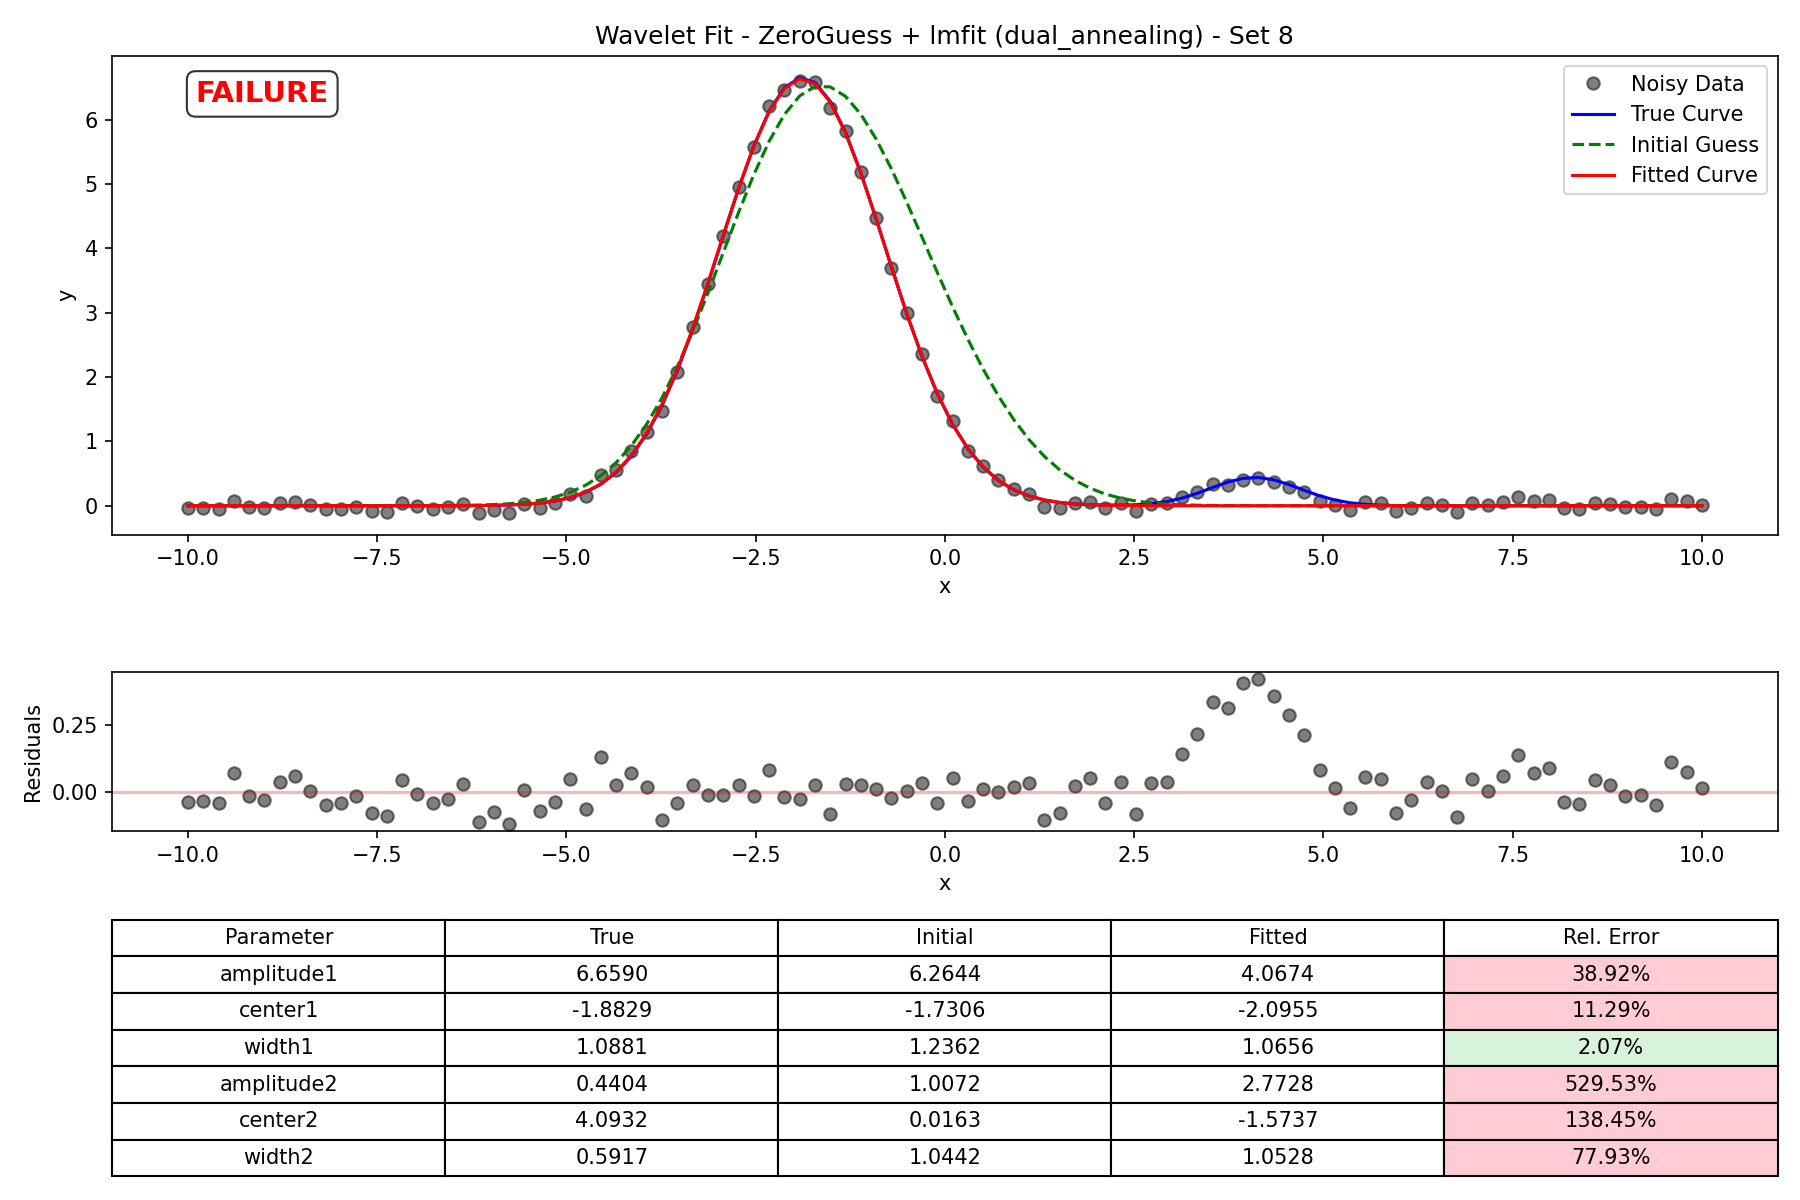 Wavelet Fit - ZeroGuess + lmfit (dual_annealing) - Set 8
FAILURE
Noisy Data
True Curve
Initial Guess
Fitted Curve
y
6
5
4
3
2
1
0
−10.0 −7.5 −5.0 −2.5 0.0 2.5 5.0 7.5 10.0
x
Residuals
0.25
0.00
−10.0 −7.5 −5.0 −2.5 0.0 2.5 5.0 7.5 10.0
x
Parameter True Initial Fitted Rel. Error
amplitude1 6.6590 6.2644 4.0674 38.92%
center1 -1.8829 -1.7306 -2.0955 11.29%
width1 1.0881 1.2362 1.0656 2.07%
amplitude2 0.4404 1.0072 2.7728 529.53%
center2 4.0932 0.0163 -1.5737 138.45%
width2 0.5917 1.0442 1.0528 77.93%